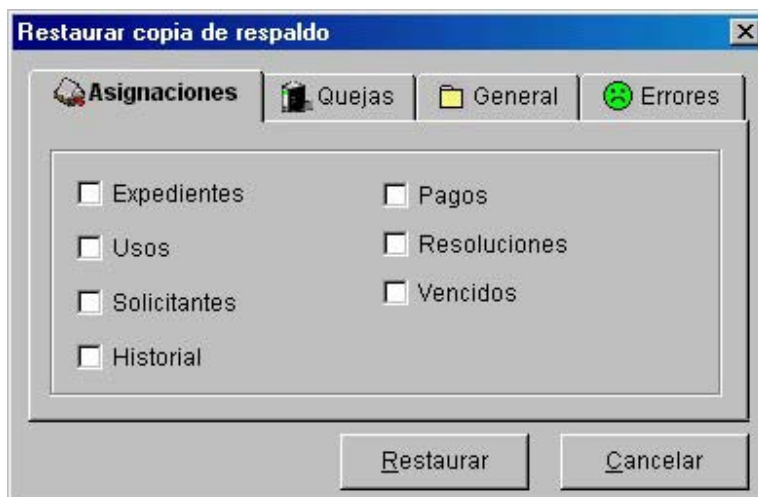 Restaurar copia de respaldo
Asignaciones Quejas General Errores
Expedientes Pagos
Usos Resoluciones
Solicitantes Vencidos
Historial
Restaurar Cancelar